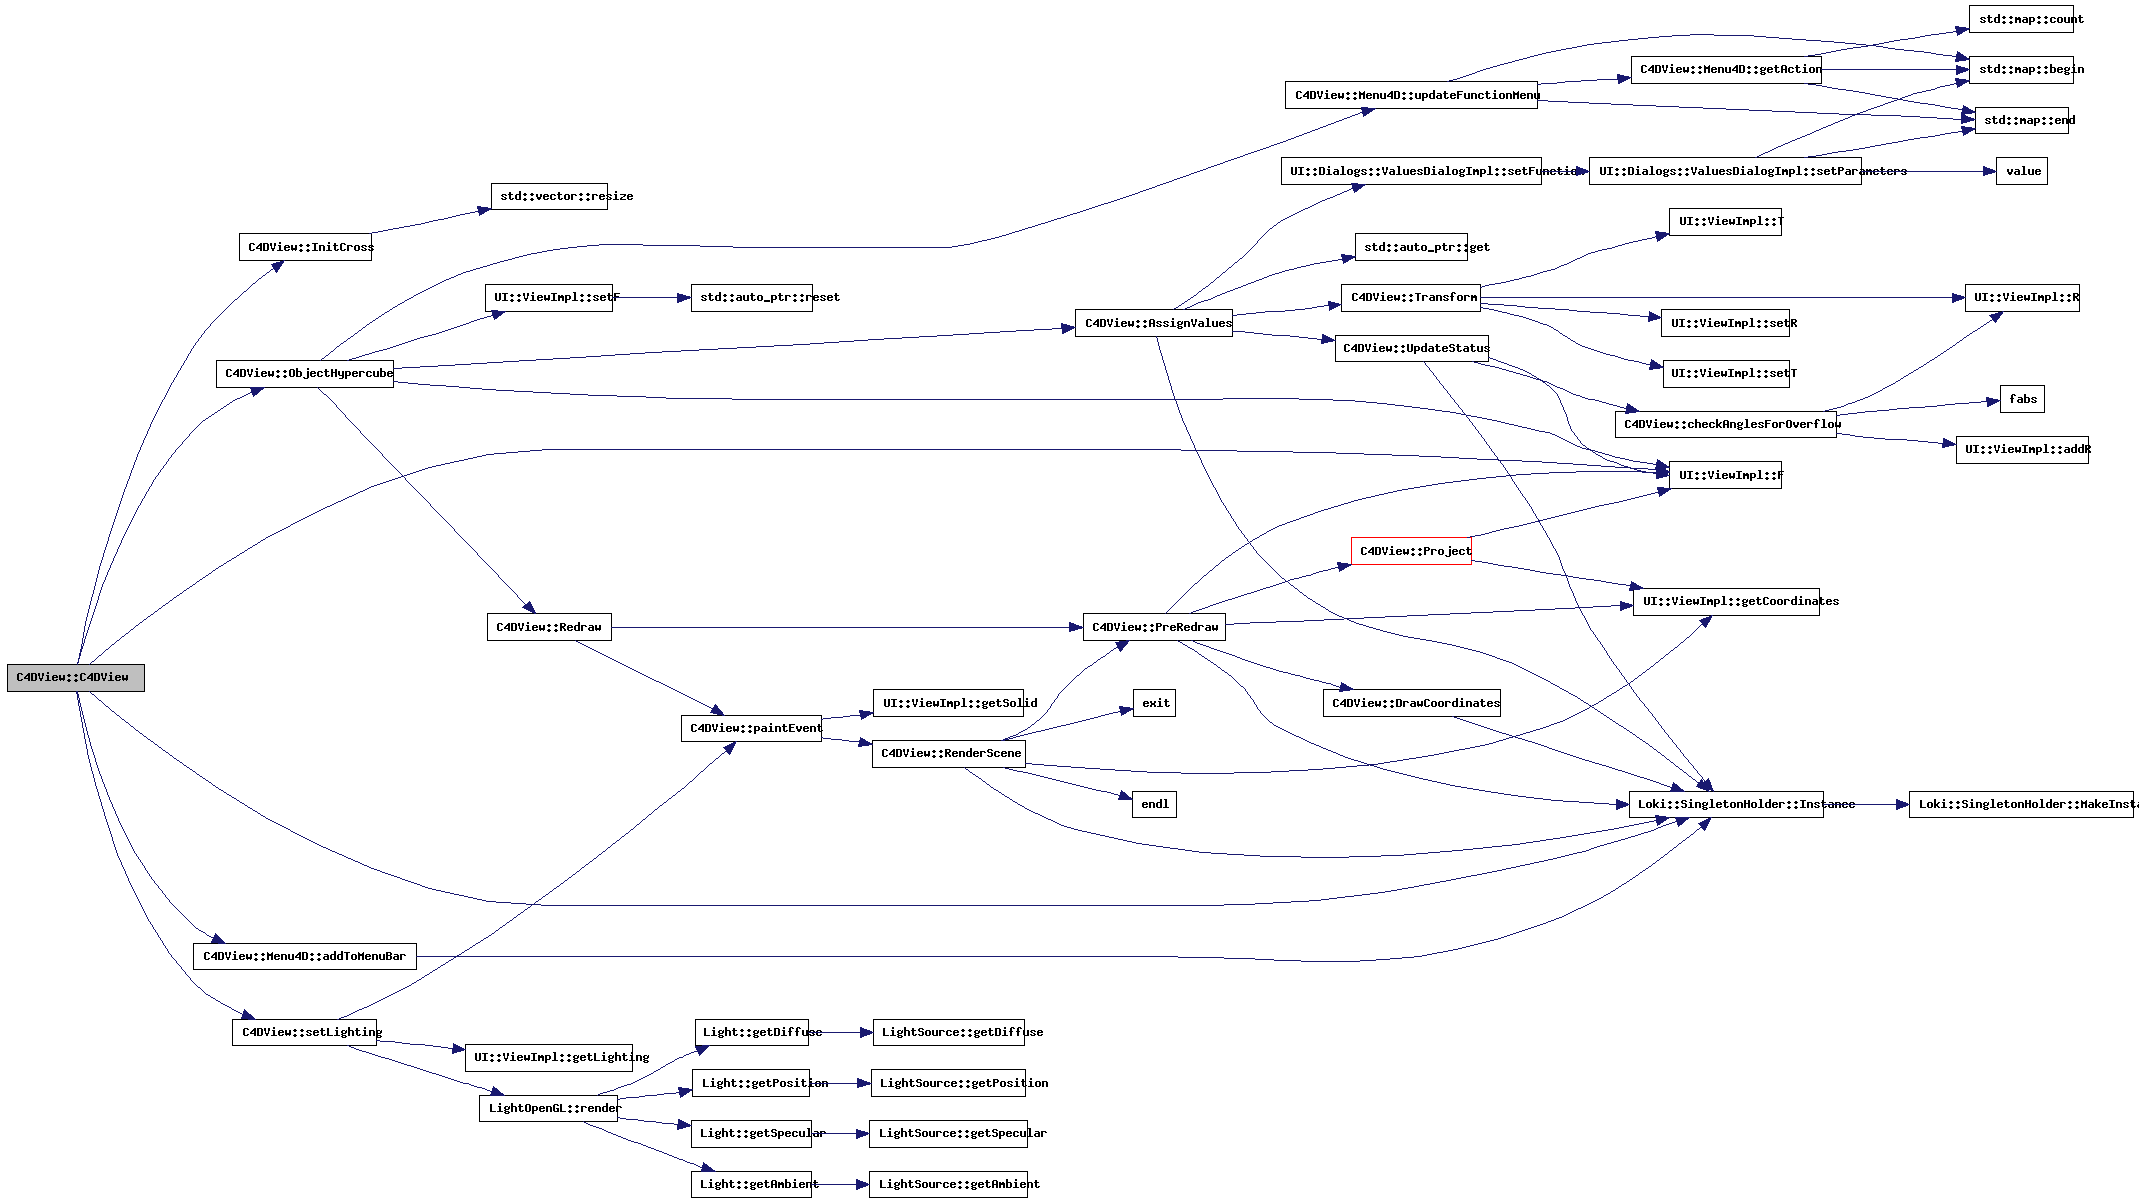 std::map::count
C4DView::Menu4D::getAction
std::map::begin
C4DView::Menu4D::updateFunctionMenu
std::map::end
UI::Dialogs::ValuesDialogImpl::setFunction
UI::Dialogs::ValuesDialogImpl::setParameters
value
std::vector::resize
UI::ViewImpl::T
C4DView::InitCross
std::auto_ptr::get
UI::ViewImpl::setF
std::auto_ptr::reset
C4DView::Transform
UI::ViewImpl::R
C4DView::AssignValues
UI::ViewImpl::setR
C4DView::UpdateStatus
C4DView::ObjectHypercube
UI::ViewImpl::setT
fabs
C4DView::checkAnglesForOverflow
UI::ViewImpl::addR
UI::ViewImpl::F
C4DView::Project
UI::ViewImpl::getCoordinates
C4DView::Redraw
C4DView::PreRedraw
C4DView::C4DView
UI::ViewImpl::getSolid
exit
C4DView::DrawCoordinates
C4DView::paintEvent
C4DView::RenderScene
endl
Loki::SingletonHolder::Instance
Loki::SingletonHolder::MakeInsta
C4DView::Menu4D::addToMenuBar
C4DView::setLighting
Light::getDiffuse
LightSource::getDiffuse
UI::ViewImpl::getLighting
Light::getPosition
LightSource::getPosition
LightOpenGL::render
Light::getSpecular
LightSource::getSpecular
Light::getAmbient
LightSource::getAmbient